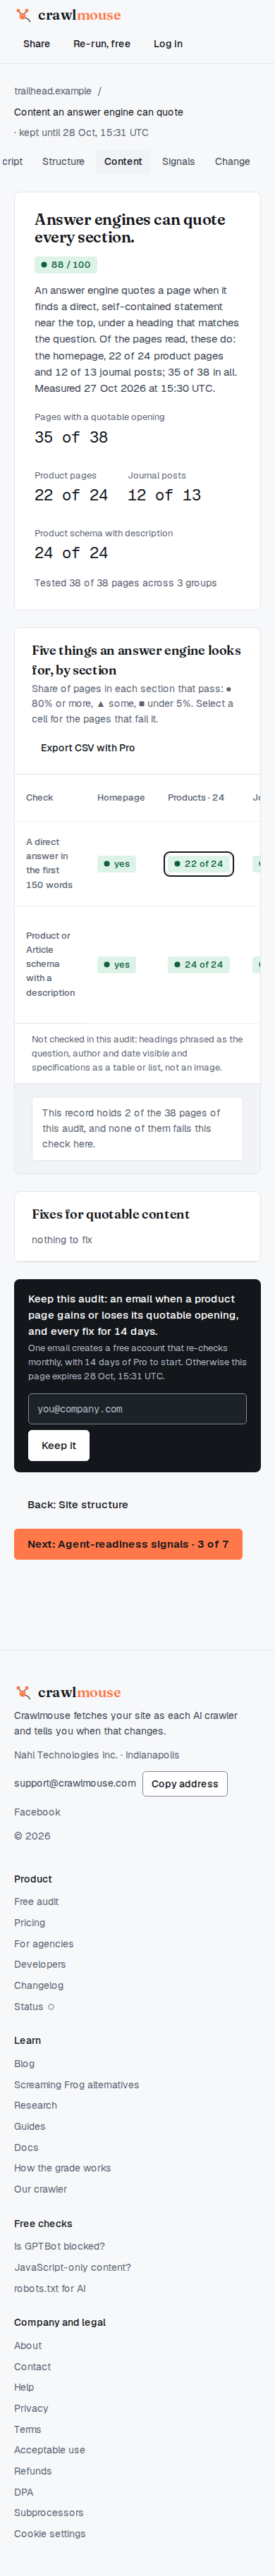 crawlmouse
Share Re-run, free Log in
trailhead.example /
Content an answer engine can quote
· kept until 28 Oct, 15:31 UTC
cript Structure Content Signals Change
Answer engines can quote
every section.
● 88 / 100
An answer engine quotes a page when it
finds a direct, self-contained statement
near the top, under a heading that matches
the question. Of the pages read, these do:
the homepage, 22 of 24 product pages
and 12 of 13 journal posts; 35 of 38 in all.
Measured 27 Oct 2026 at 15:30 UTC.
Pages with a quotable opening
35 of 38
Product pages Journal posts
22 of 24 12 of 13
Product schema with description
24 of 24
Tested 38 of 38 pages across 3 groups
Five things an answer engine looks
for, by section
Share of pages in each section that pass: ●
80% or more, ▲ some, ■ under 5%. Select a
cell for the pages that fail it.
Export CSV with Pro
Check Homepage Products · 24
A direct
answer in
the first
150 words
● yes ● 22 of 24
Product or
Article
schema
with a
description
● yes ● 24 of 24
Not checked in this audit: headings phrased as the
question, author and date visible and
specifications as a table or list, not an image.
This record holds 2 of the 38 pages of
this audit, and none of them fails this
check here.
Fixes for quotable content
nothing to fix
Keep this audit: an email when a product
page gains or loses its quotable opening,
and every fix for 14 days.
One email creates a free account that re-checks
monthly, with 14 days of Pro to start. Otherwise this
page expires 28 Oct, 15:31 UTC.
you@company.com
Keep it
Back: Site structure
Next: Agent-readiness signals · 3 of 7
crawlmouse
Crawlmouse fetches your site as each AI crawler
and tells you when that changes.
Nahl Technologies Inc. · Indianapolis
support@crawlmouse.com Copy address
Facebook
© 2026
Product
Free audit
Pricing
For agencies
Developers
Changelog
Status
Learn
Blog
Screaming Frog alternatives
Research
Guides
Docs
How the grade works
Our crawler
Free checks
Is GPTBot blocked?
JavaScript-only content?
robots.txt for AI
Company and legal
About
Contact
Help
Privacy
Terms
Acceptable use
Refunds
DPA
Subprocessors
Cookie settings